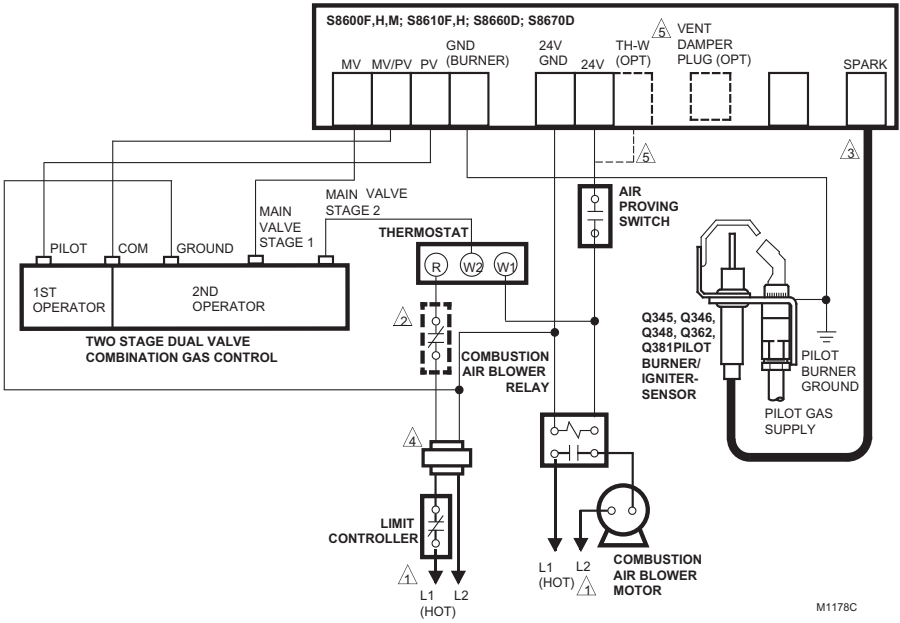 S8600F,H,M; S8610F,H; S8660D; S8670D
MV
MV/PV
PV
GND
(BURNER)
24V
GND
24V
TH-W
(OPT)
5
VENT
DAMPER
PLUG (OPT)
SPARK
5
3
AIR
PROVING
SWITCH
MAIN
VALVE
STAGE 1
MAIN VALVE
STAGE 2
THERMOSTAT
PILOT
COM
GROUND
R
W2
W1
1ST
OPERATOR
2ND
OPERATOR
TWO STAGE DUAL VALVE
COMBINATION GAS CONTROL
2
COMBUSTION
AIR BLOWER
RELAY
Q345, Q346,
Q348, Q362,
Q381PILOT
BURNER/
IGNITER-
SENSOR
PILOT
BURNER
GROUND
PILOT GAS
SUPPLY
4
LIMIT
CONTROLLER
1
L1
(HOT)
L2
L1
(HOT)
L2
1
COMBUSTION
AIR BLOWER
MOTOR
M1178C